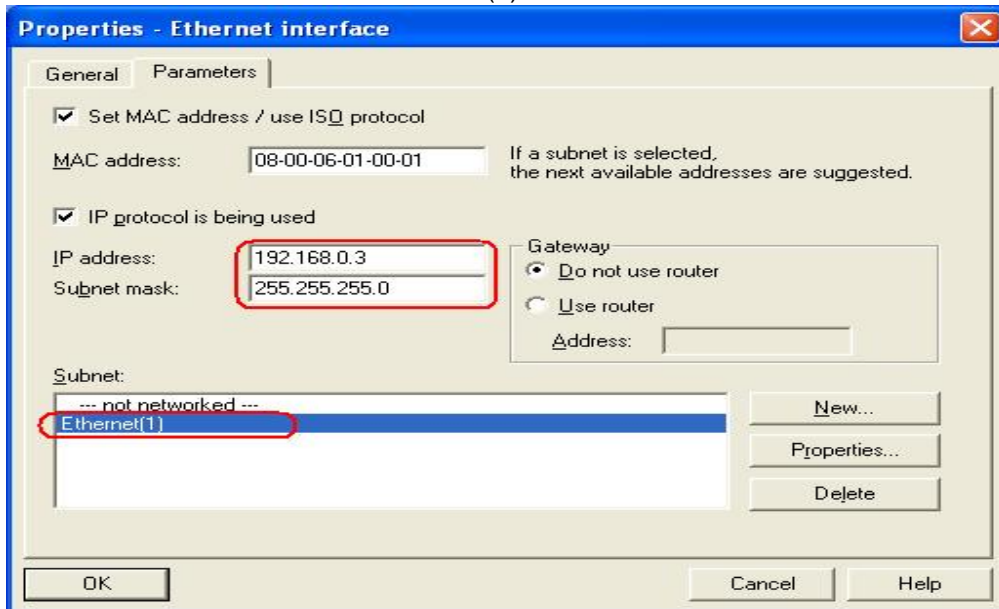 (1)
Properties - Ethernet interface
General Parameters
Set MAC address / use ISO protocol
MAC address: 08-00-06-01-00-01
If a subnet is selected,
the next available addresses are suggested.
IP protocol is being used
IP address: 192.168.0.3
Subnet mask: 255.255.255.0
Gateway
Do not use router
Use router
Address:
Subnet:
--- not networked ---
Ethernet(1)
New...
Properties...
Delete
OK Cancel Help